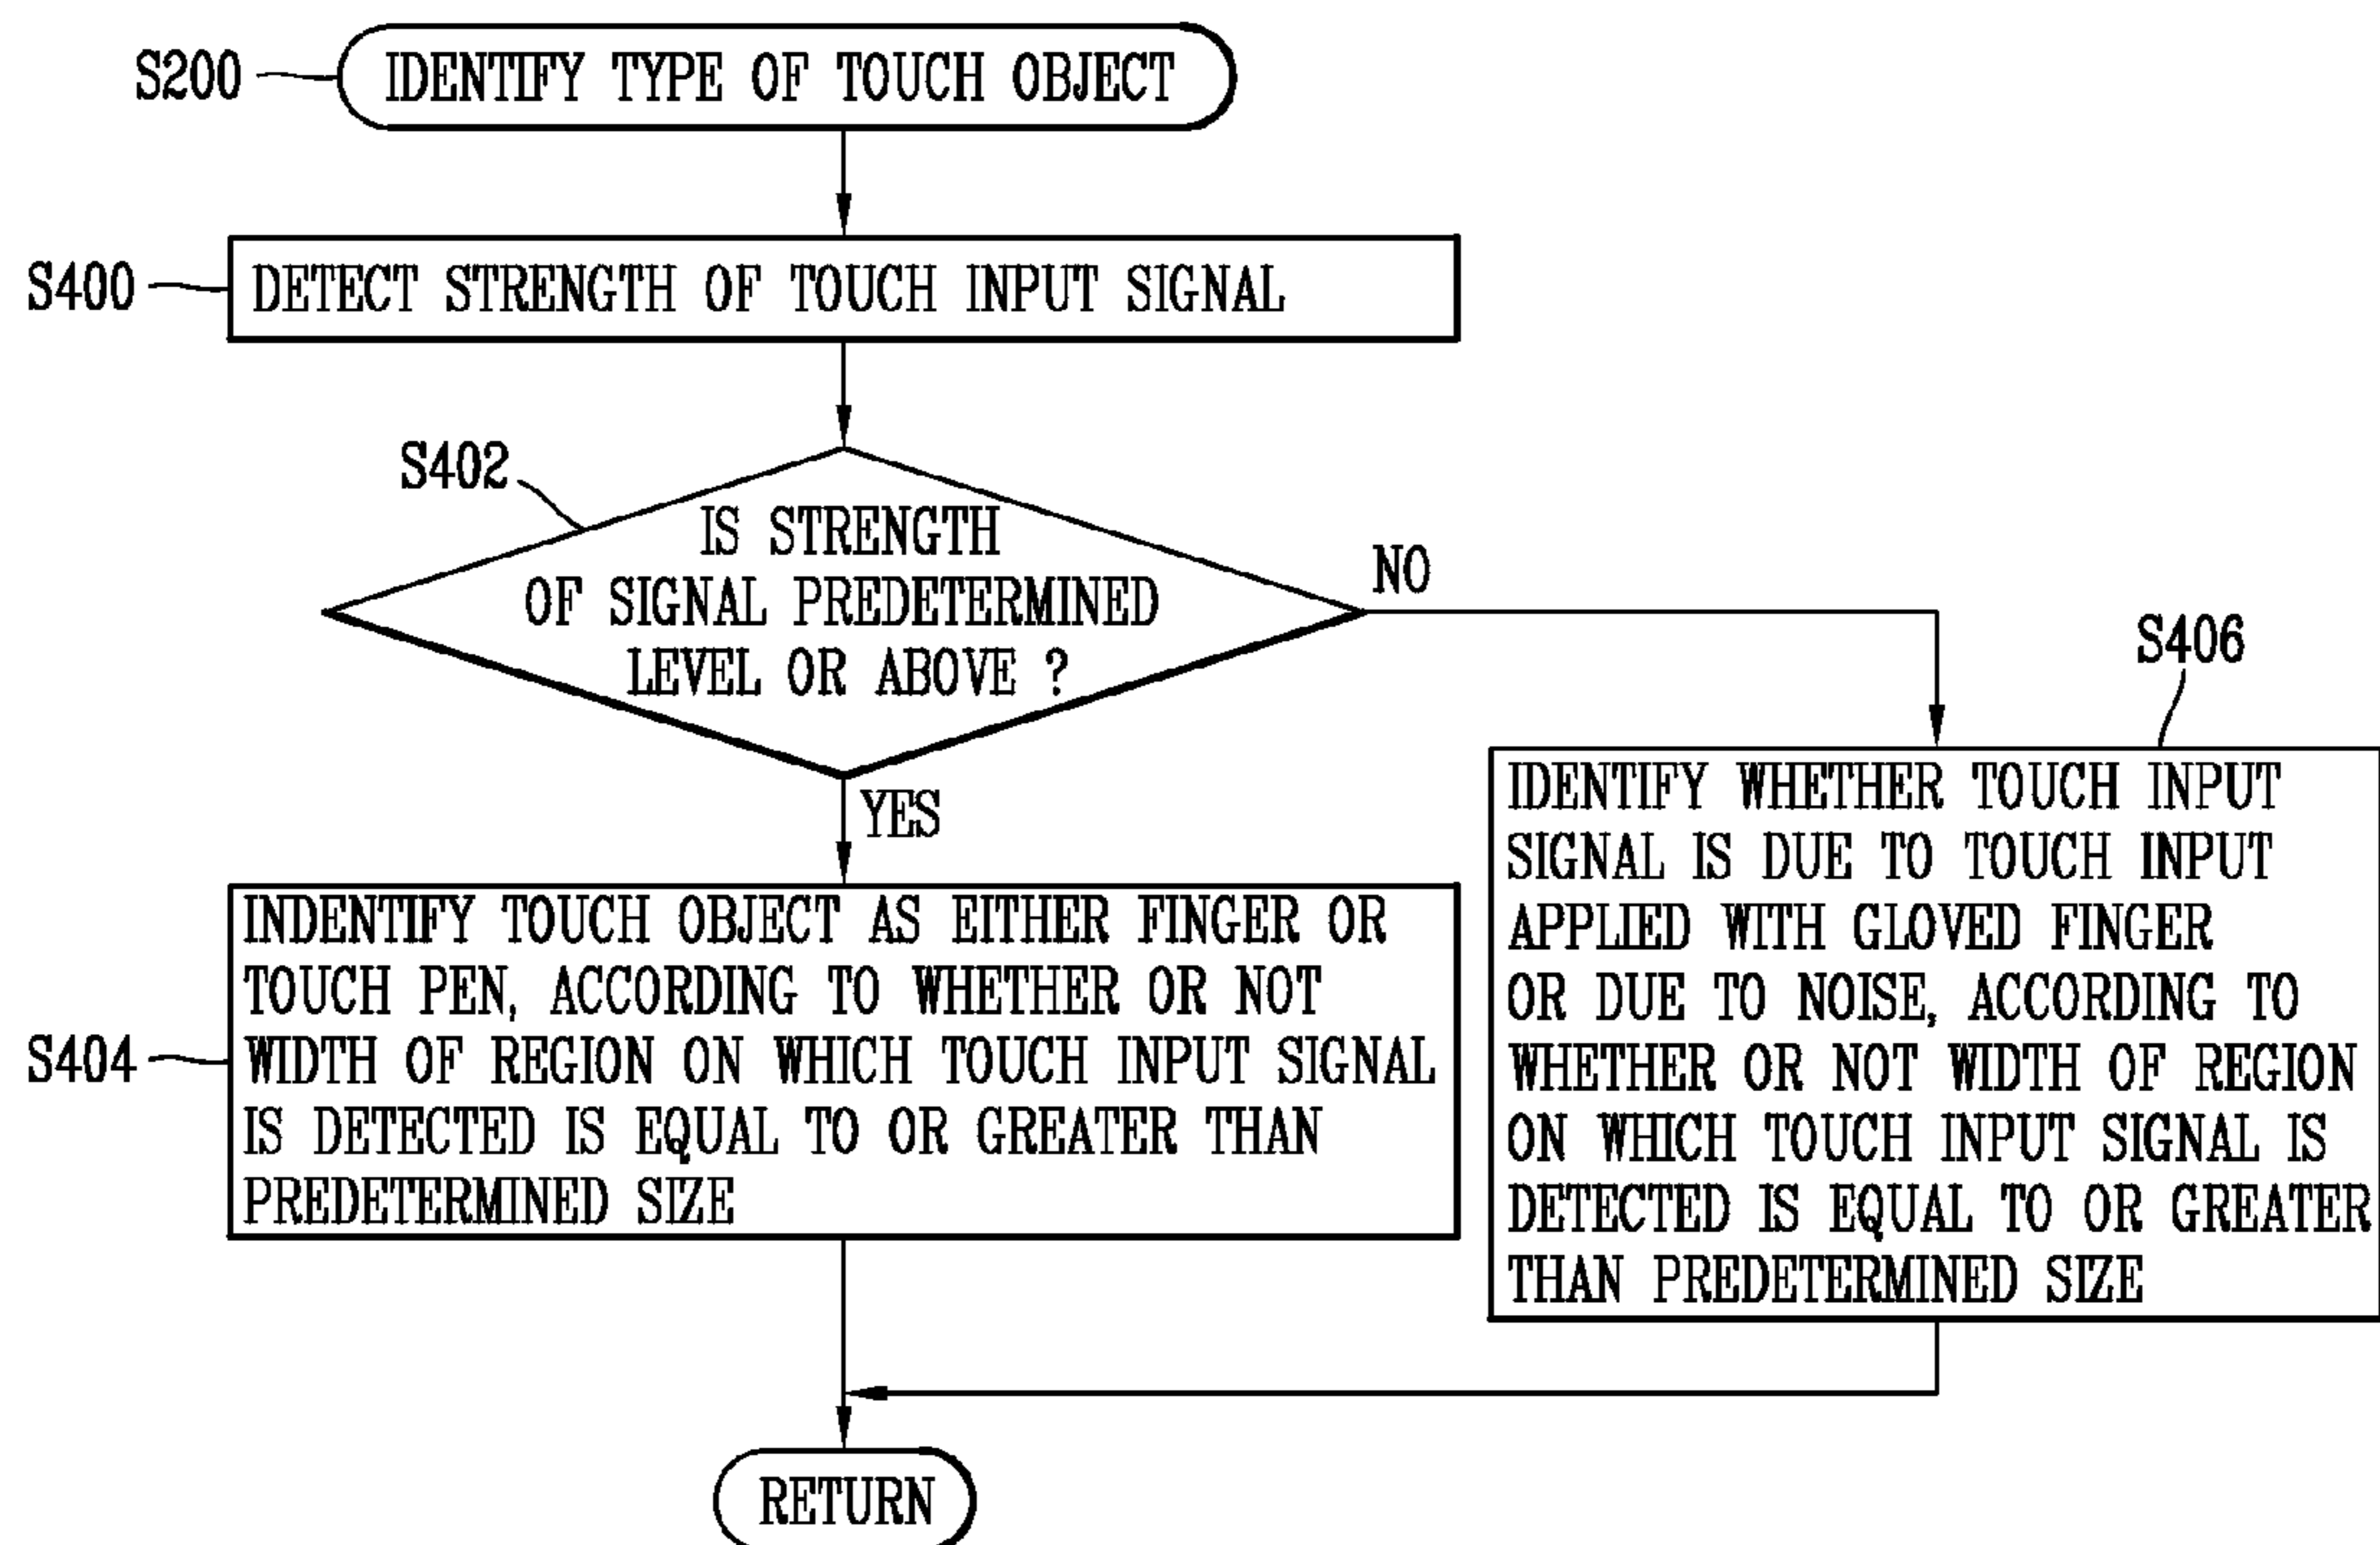 S200
IDENTIFY TYPE OF TOUCH OBJECT
S400
DETECT STRENGTH OF TOUCH INPUT SIGNAL
S402
IS STRENGTH
OF SIGNAL PREDETERMINED
LEVEL OR ABOVE ?
NO
YES
S404
INDENTIFY TOUCH OBJECT AS EITHER FINGER OR
TOUCH PEN, ACCORDING TO WHETHER OR NOT
WIDTH OF REGION ON WHICH TOUCH INPUT SIGNAL
IS DETECTED IS EQUAL TO OR GREATER THAN
PREDETERMINED SIZE
S406
IDENTIFY WHETHER TOUCH INPUT
SIGNAL IS DUE TO TOUCH INPUT
APPLIED WITH GLOVED FINGER
OR DUE TO NOISE, ACCORDING TO
WHETHER OR NOT WIDTH OF REGION
ON WHICH TOUCH INPUT SIGNAL IS
DETECTED IS EQUAL TO OR GREATER
THAN PREDETERMINED SIZE
RETURN